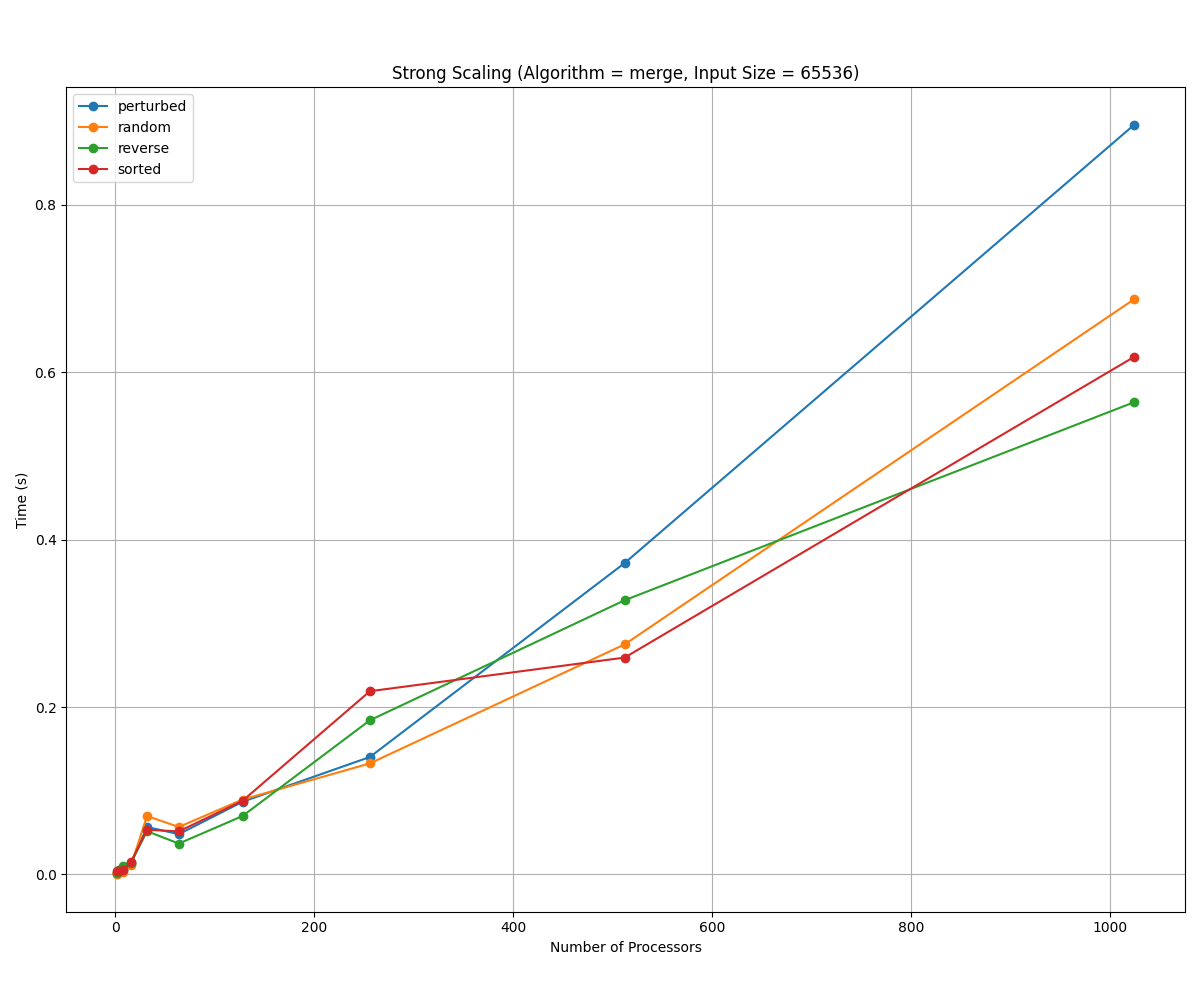 Strong Scaling (Algorithm = merge, Input Size = 65536)
perturbed
random
reverse
sorted
0.8
0.6
0.4
0.2
0.0
Time (s)
0 200 400 600 800 1000
Number of Processors